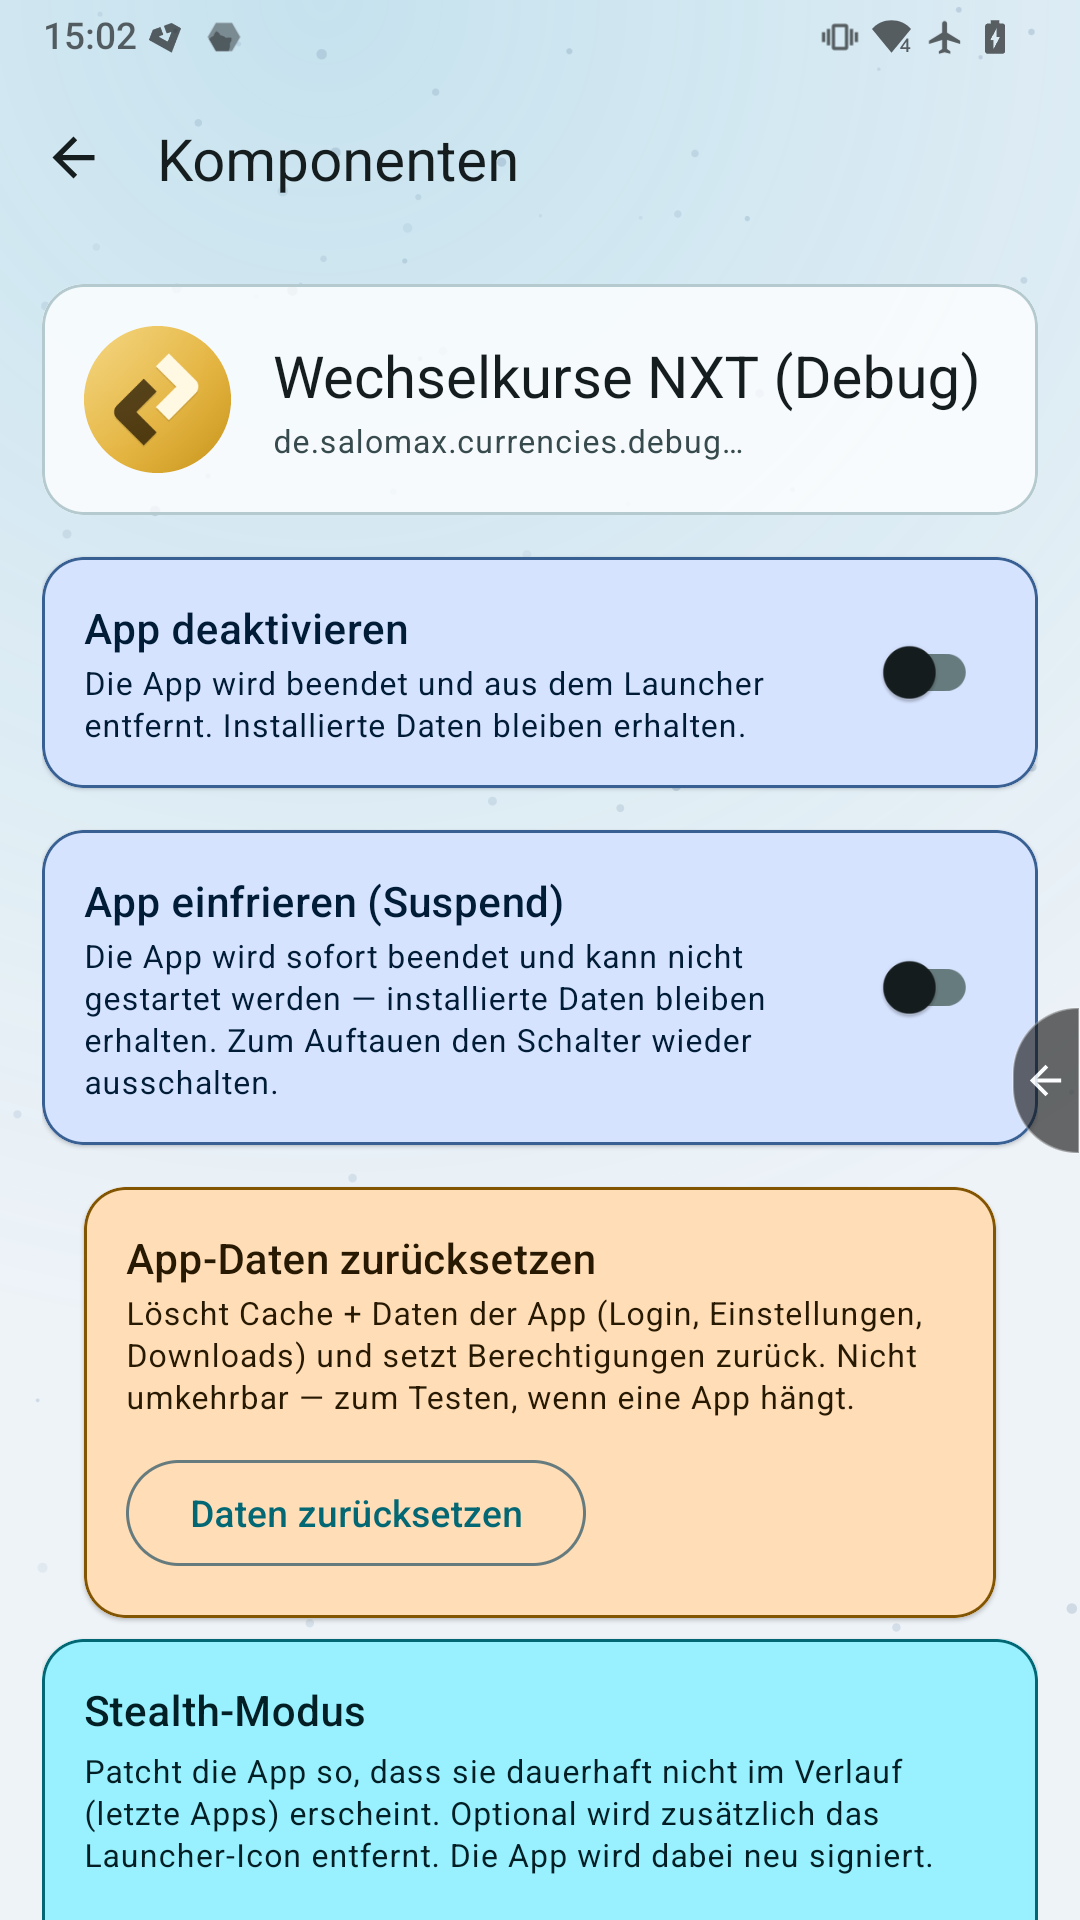 15:02
4
Komponenten
Wechselkurse NXT (Debug)
de.salomax.currencies.debug…
App deaktivieren
Die App wird beendet und aus dem Launcher
entfernt. Installierte Daten bleiben erhalten.
App einfrieren (Suspend)
Die App wird sofort beendet und kann nicht
gestartet werden – installierte Daten bleiben
erhalten. Zum Auftauen den Schalter wieder
ausschalten.
App-Daten zurücksetzen
Löscht Cache + Daten der App (Login, Einstellungen,
Downloads) und setzt Berechtigungen zurück. Nicht
umkehrbar – zum Testen, wenn eine App hängt.
Daten zurücksetzen
Stealth-Modus
Patcht die App so, dass sie dauerhaft nicht im Verlauf
(letzte Apps) erscheint. Optional wird zusätzlich das
Launcher-Icon entfernt. Die App wird dabei neu signiert.